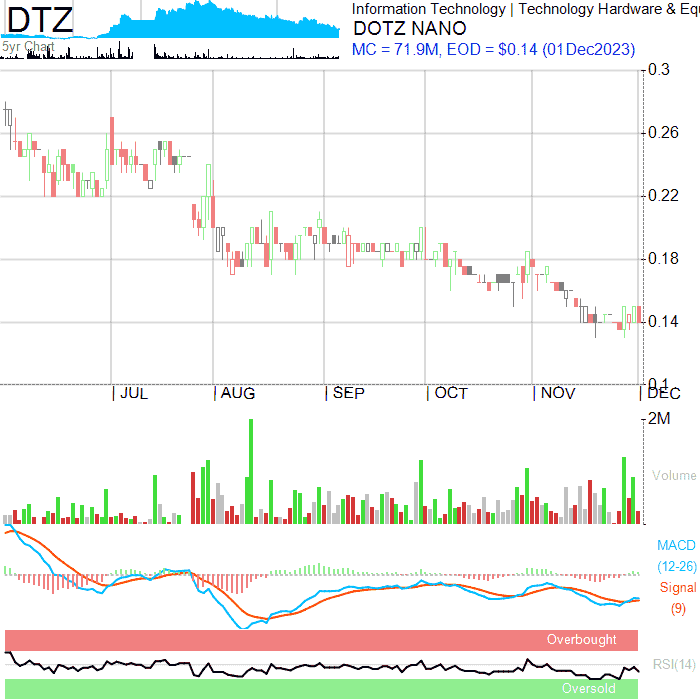 DTZ
Information Technology | Technology Hardware & Equ
DOTZ NANO
MC = 71.9M, EOD = $0.14 (01Dec2023)
5yr Chart
0.3
0.26
0.22
0.18
0.14
0.1
| JUL | AUG | SEP | OCT | NOV | DEC
2M
Volume
MACD
(12-26)
Signal
(9)
Overbought
RSI(14)
Oversold